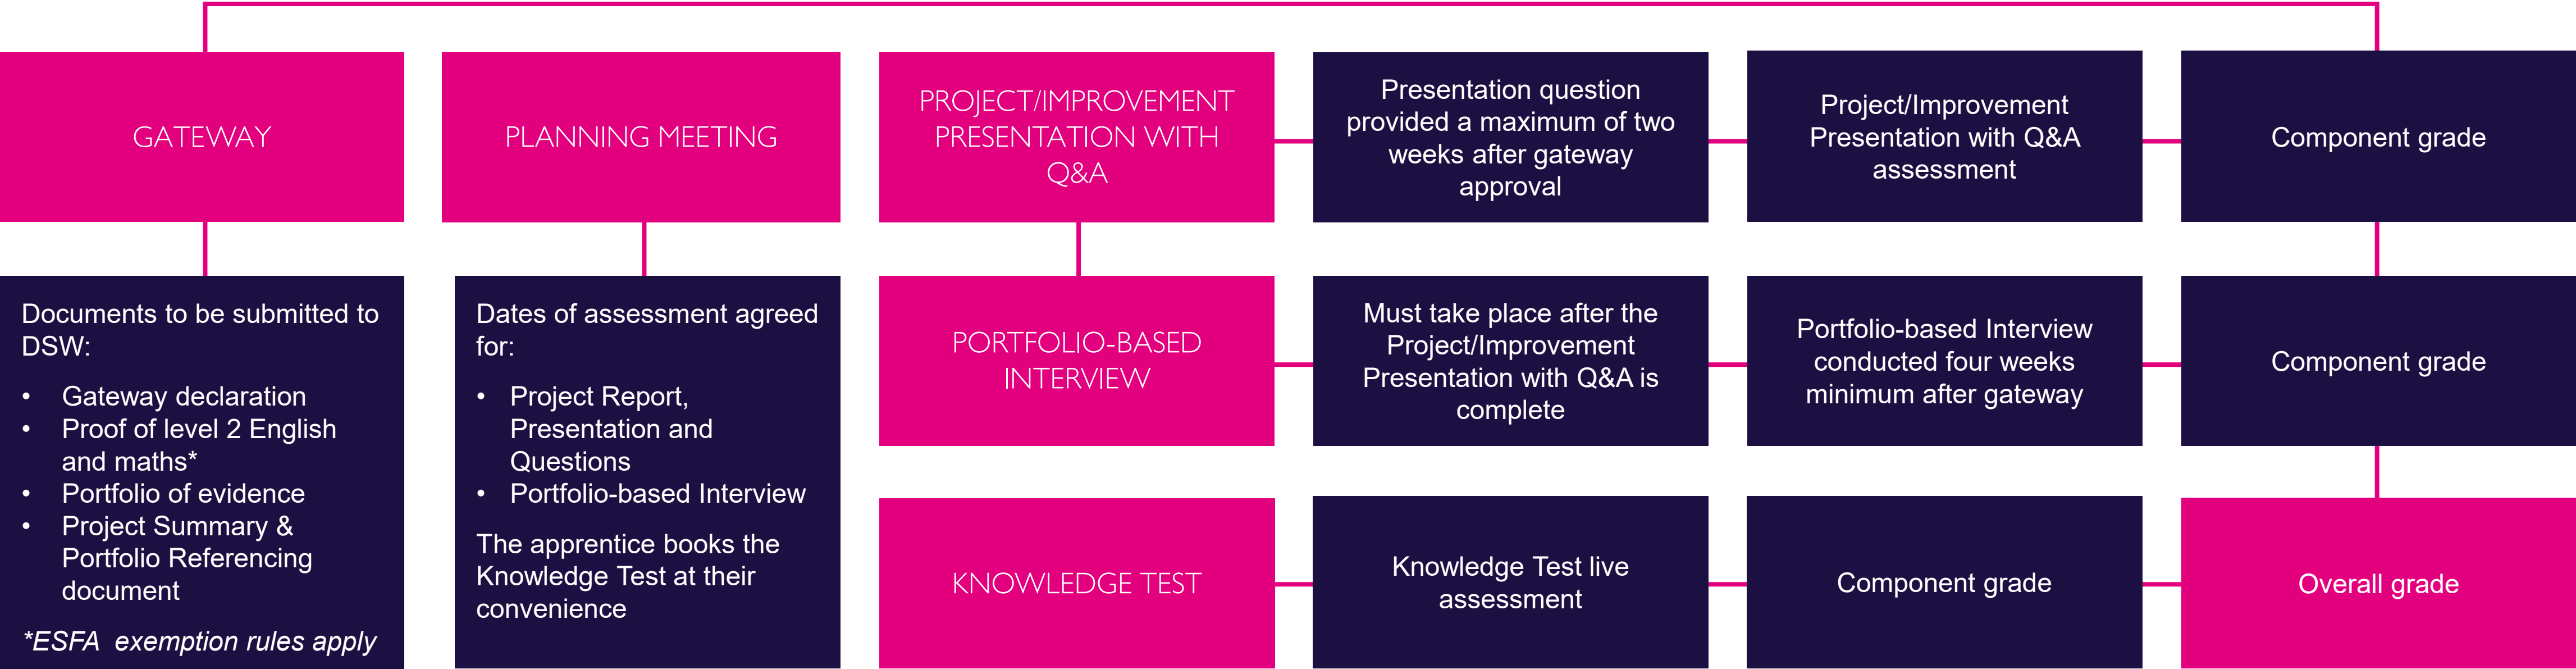 GATEWAY
Documents to be submitted to
DSW:
• Gateway declaration
• Proof of level 2 English
and maths*
• Portfolio of evidence
• Project Summary &
Portfolio Referencing
document
*ESFA exemption rules apply
PLANNING MEETING
Dates of assessment agreed
for:
• Project Report,
Presentation and
Questions
• Portfolio-based Interview
The apprentice books the
Knowledge Test at their
convenience
PROJECT/IMPROVEMENT
PRESENTATION WITH
Q&A
Presentation question
provided a maximum of two
weeks after gateway
approval
Project/Improvement
Presentation with Q&A
assessment
Component grade
PORTFOLIO-BASED
INTERVIEW
Must take place after the
Project/Improvement
Presentation with Q&A is
complete
Portfolio-based Interview
conducted four weeks
minimum after gateway
Component grade
KNOWLEDGE TEST
Knowledge Test live
assessment
Component grade
Overall grade